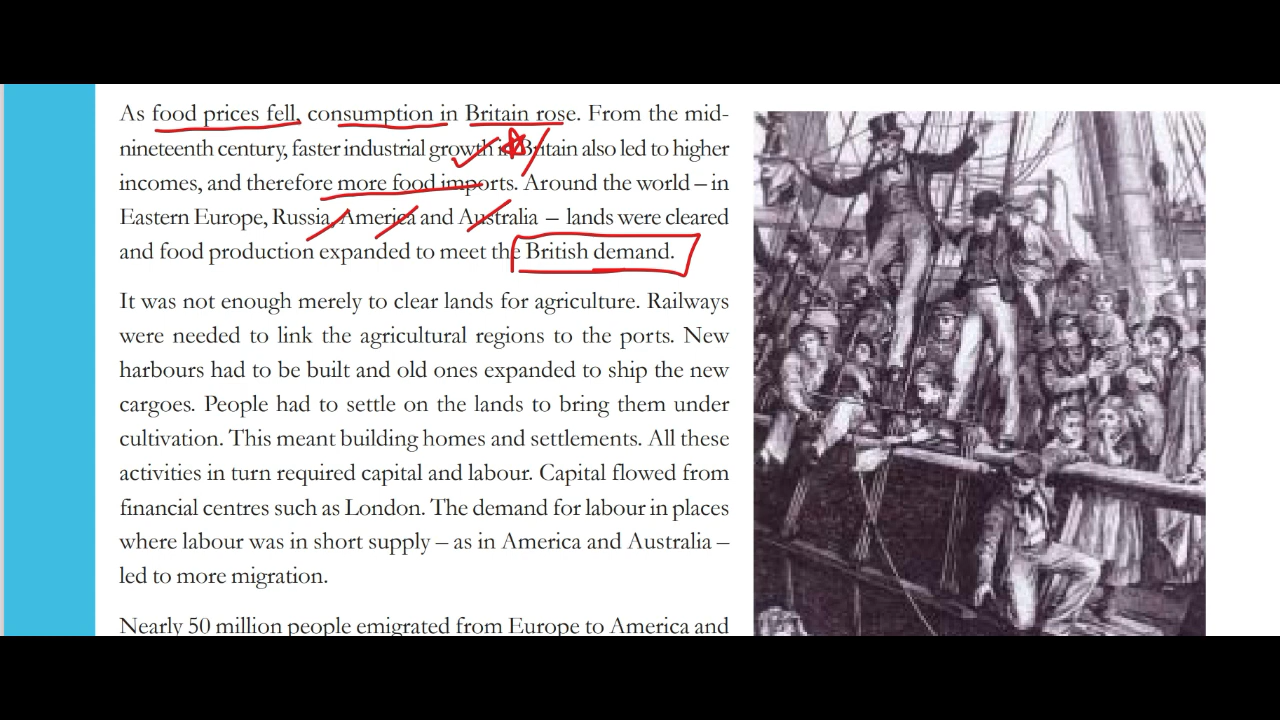 As food prices fell, consumption in Britain rose. From the mid-
nineteenth century, faster industrial growth in Britain also led to higher
incomes, and therefore more food imports. Around the world – in
Eastern Europe, Russia, America and Australia – lands were cleared
and food production expanded to meet the British demand.
It was not enough merely to clear lands for agriculture. Railways
were needed to link the agricultural regions to the ports. New
harbours had to be built and old ones expanded to ship the new
cargoes. People had to settle on the lands to bring them under
cultivation. This meant building homes and settlements. All these
activities in turn required capital and labour. Capital flowed from
financial centres such as London. The demand for labour in places
where labour was in short supply – as in America and Australia –
led to more migration.
Nearly 50 million people emigrated from Europe to America and